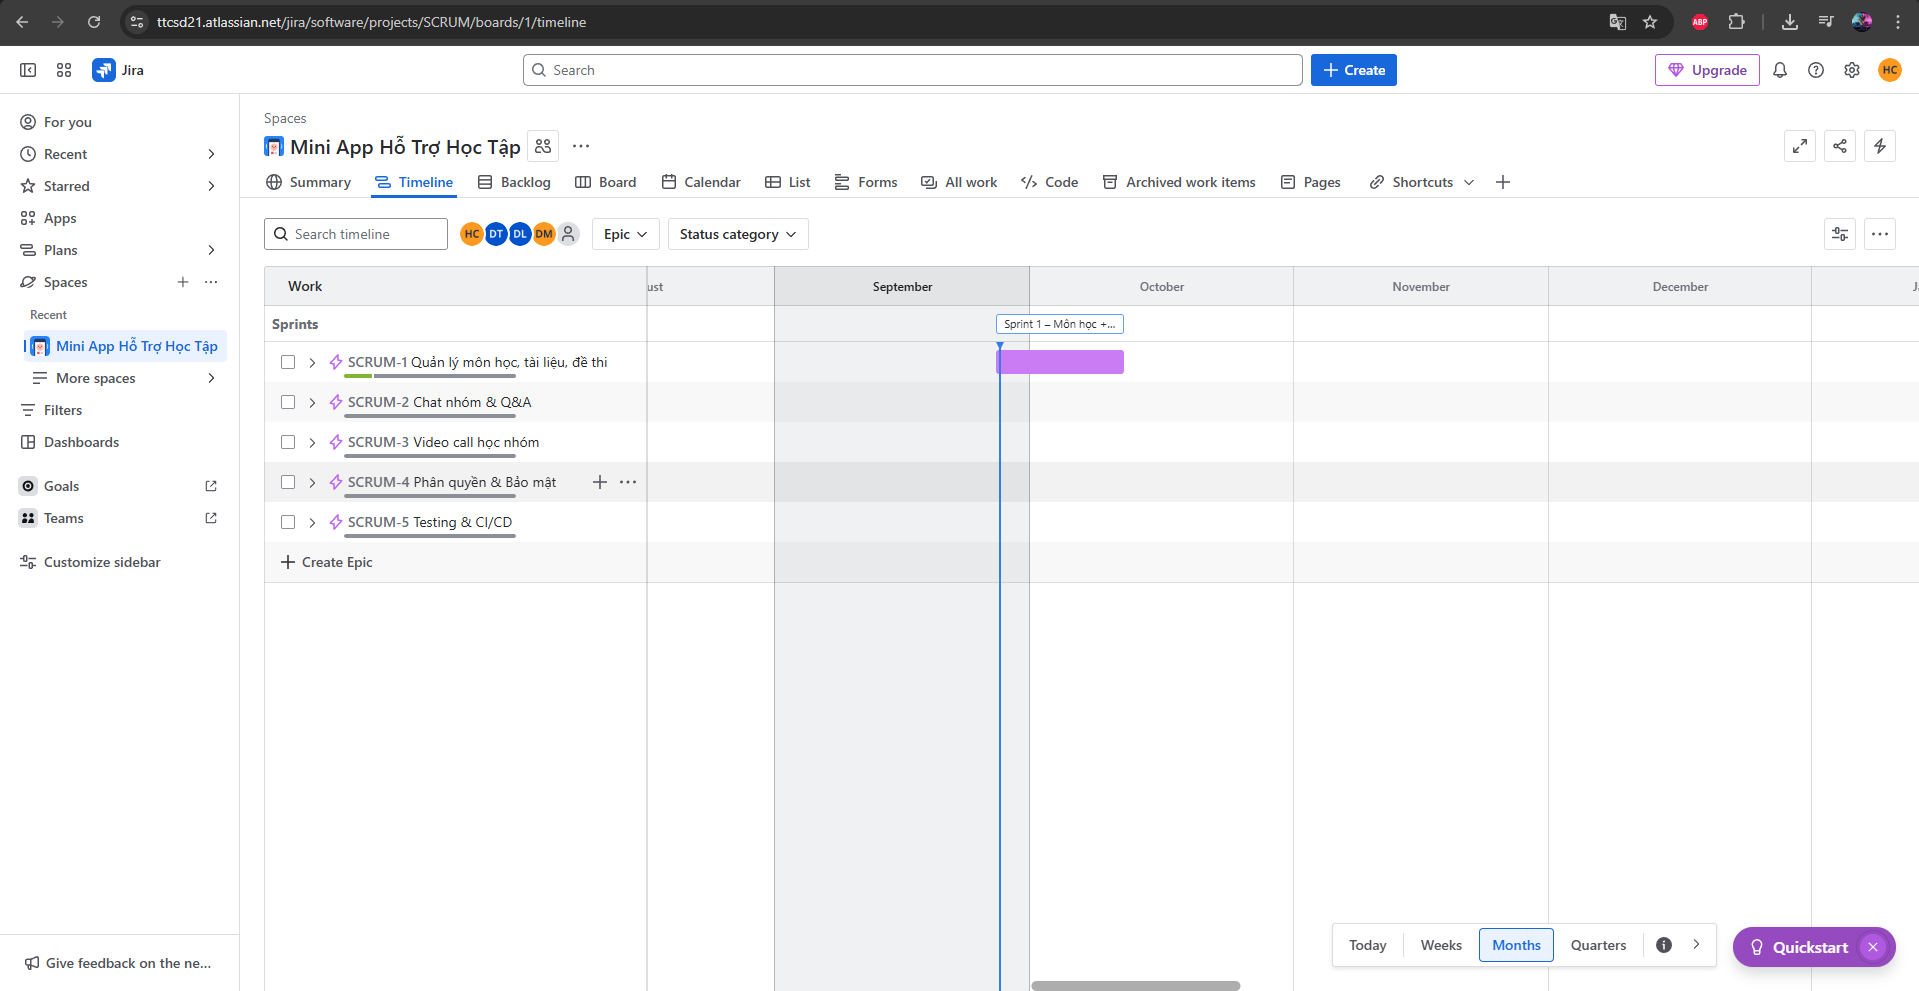 ttcsd21.atlassian.net/jira/software/projects/SCRUM/boards/1/timeline
ABP
Jira
Search
Create
Upgrade
HC
For you
Recent
Starred
Apps
Plans
Spaces
Recent
Mini App Hỗ Trợ Học Tập
More spaces
Filters
Dashboards
Goals
Teams
Customize sidebar
Give feedback on the ne...
Spaces
Mini App Hỗ Trợ Học Tập
Summary Timeline Backlog Board Calendar List Forms All work Code Archived work items Pages Shortcuts
Search timeline HC DT DL DM Epic Status category
Work ust September October November December J
Sprints Sprint 1 – Môn học +...
SCRUM-1 Quản lý môn học, tài liệu, đề thi
SCRUM-2 Chat nhóm & Q&A
SCRUM-3 Video call học nhóm
SCRUM-4 Phân quyền & Bảo mật
SCRUM-5 Testing & CI/CD
Create Epic
Today Weeks Months Quarters
Quickstart